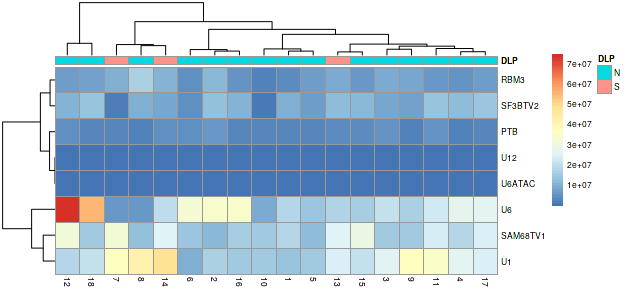 DLP
RBM3
SF3BTV2
PTB
U12
U6ATAC
U6
SAM68TV1
U1
12 18 7 8 14 6 2 16 10 1 5 13 15 3 9 11 4 17
7e+07
6e+07
5e+07
4e+07
3e+07
2e+07
1e+07
DLP
N
S